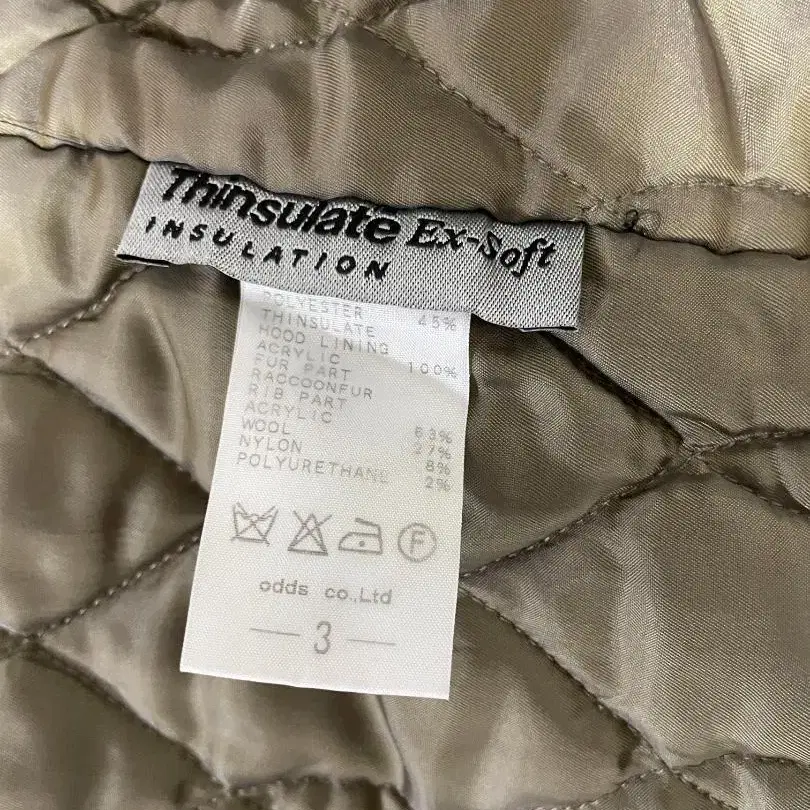 Thinsulate Ex-Soft
INSULATION
POLYESTER 45%
THINSULATE
HOOD LINING
ACRYLIC 100%
FUR PART
RACCOONFUR
RIB PART
ACRYLIC 63%
WOOL 27%
NYLON 8%
POLYURETHANE 2%
F
odds co.,Ltd
3